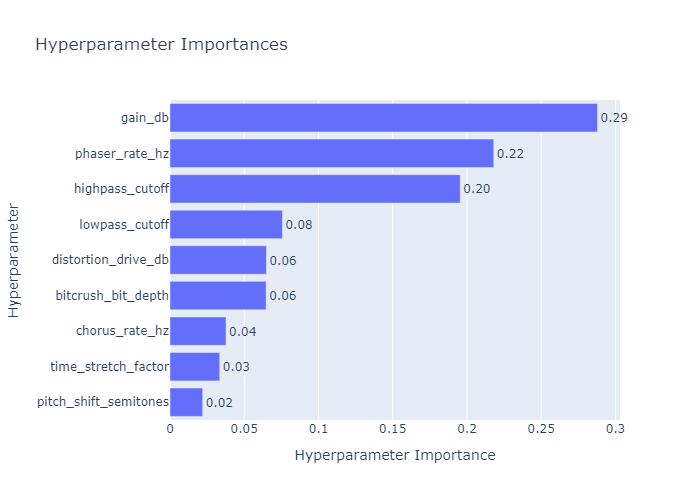 Hyperparameter Importances
Hyperparameter
gain_db 0.29
phaser_rate_hz 0.22
highpass_cutoff 0.20
lowpass_cutoff 0.08
distortion_drive_db 0.06
bitcrush_bit_depth 0.06
chorus_rate_hz 0.04
time_stretch_factor 0.03
pitch_shift_semitones 0.02
0 0.05 0.1 0.15 0.2 0.25 0.3
Hyperparameter Importance